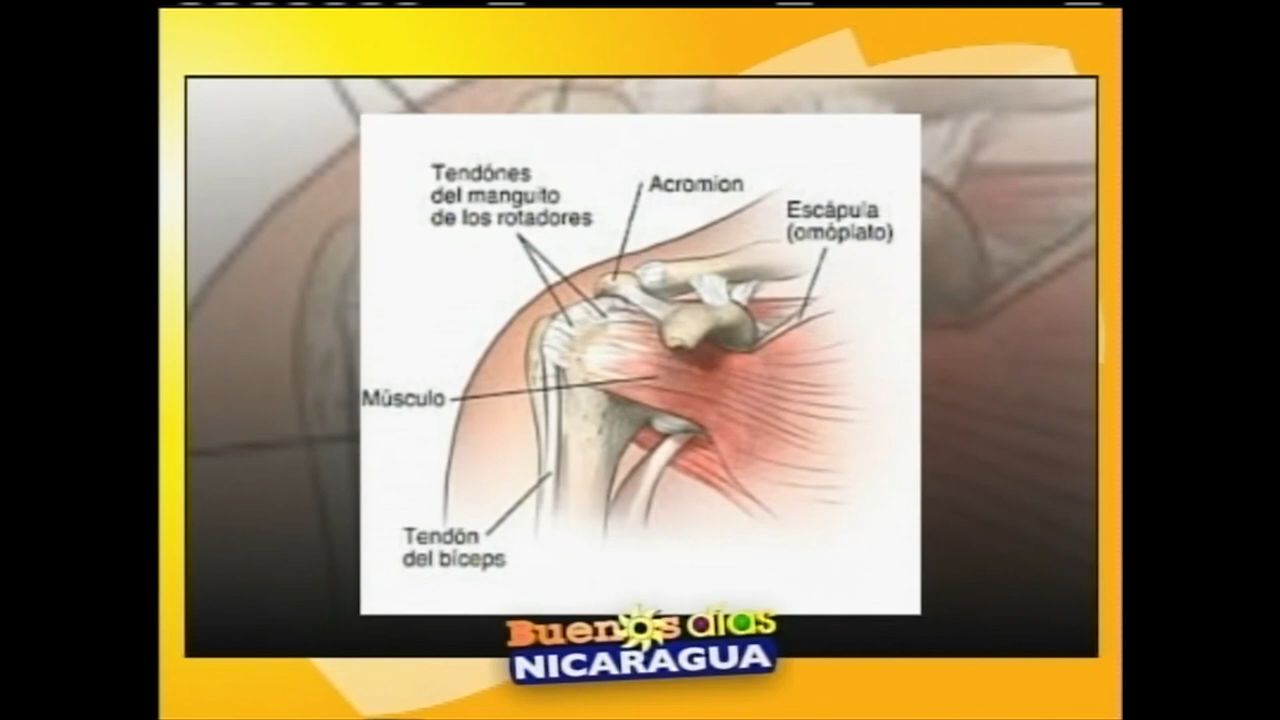 Tendónes
del manguito
de los rotadores
Acromion
Escápula
(omóplato)
Músculo
Tendón
del bíceps
Buenos días
NICARAGUA